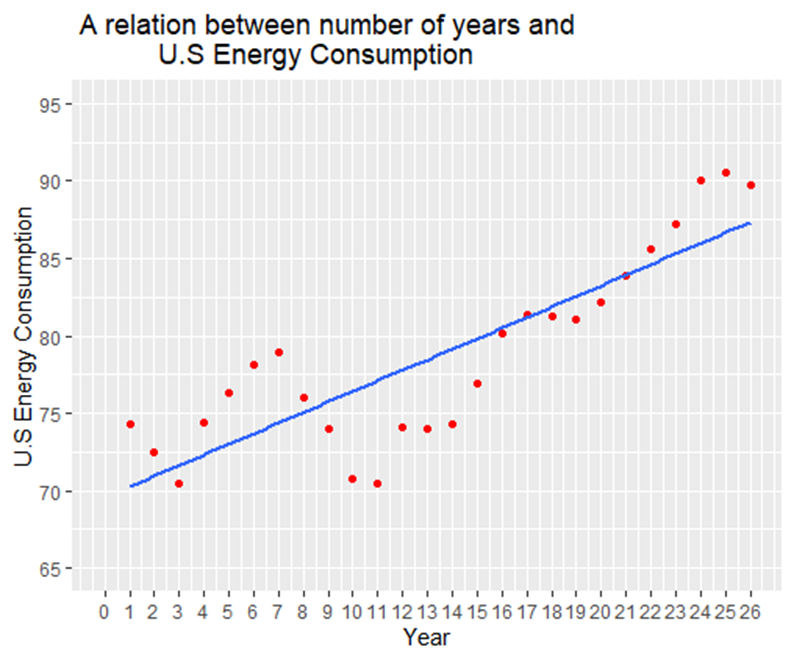 A relation between number of years and
U.S Energy Consumption
95
90
85
80
75
70
65
U.S Energy Consumption
0 1 2 3 4 5 6 7 8 9 10 11 12 13 14 15 16 17 18 19 20 21 22 23 24 25 26
Year